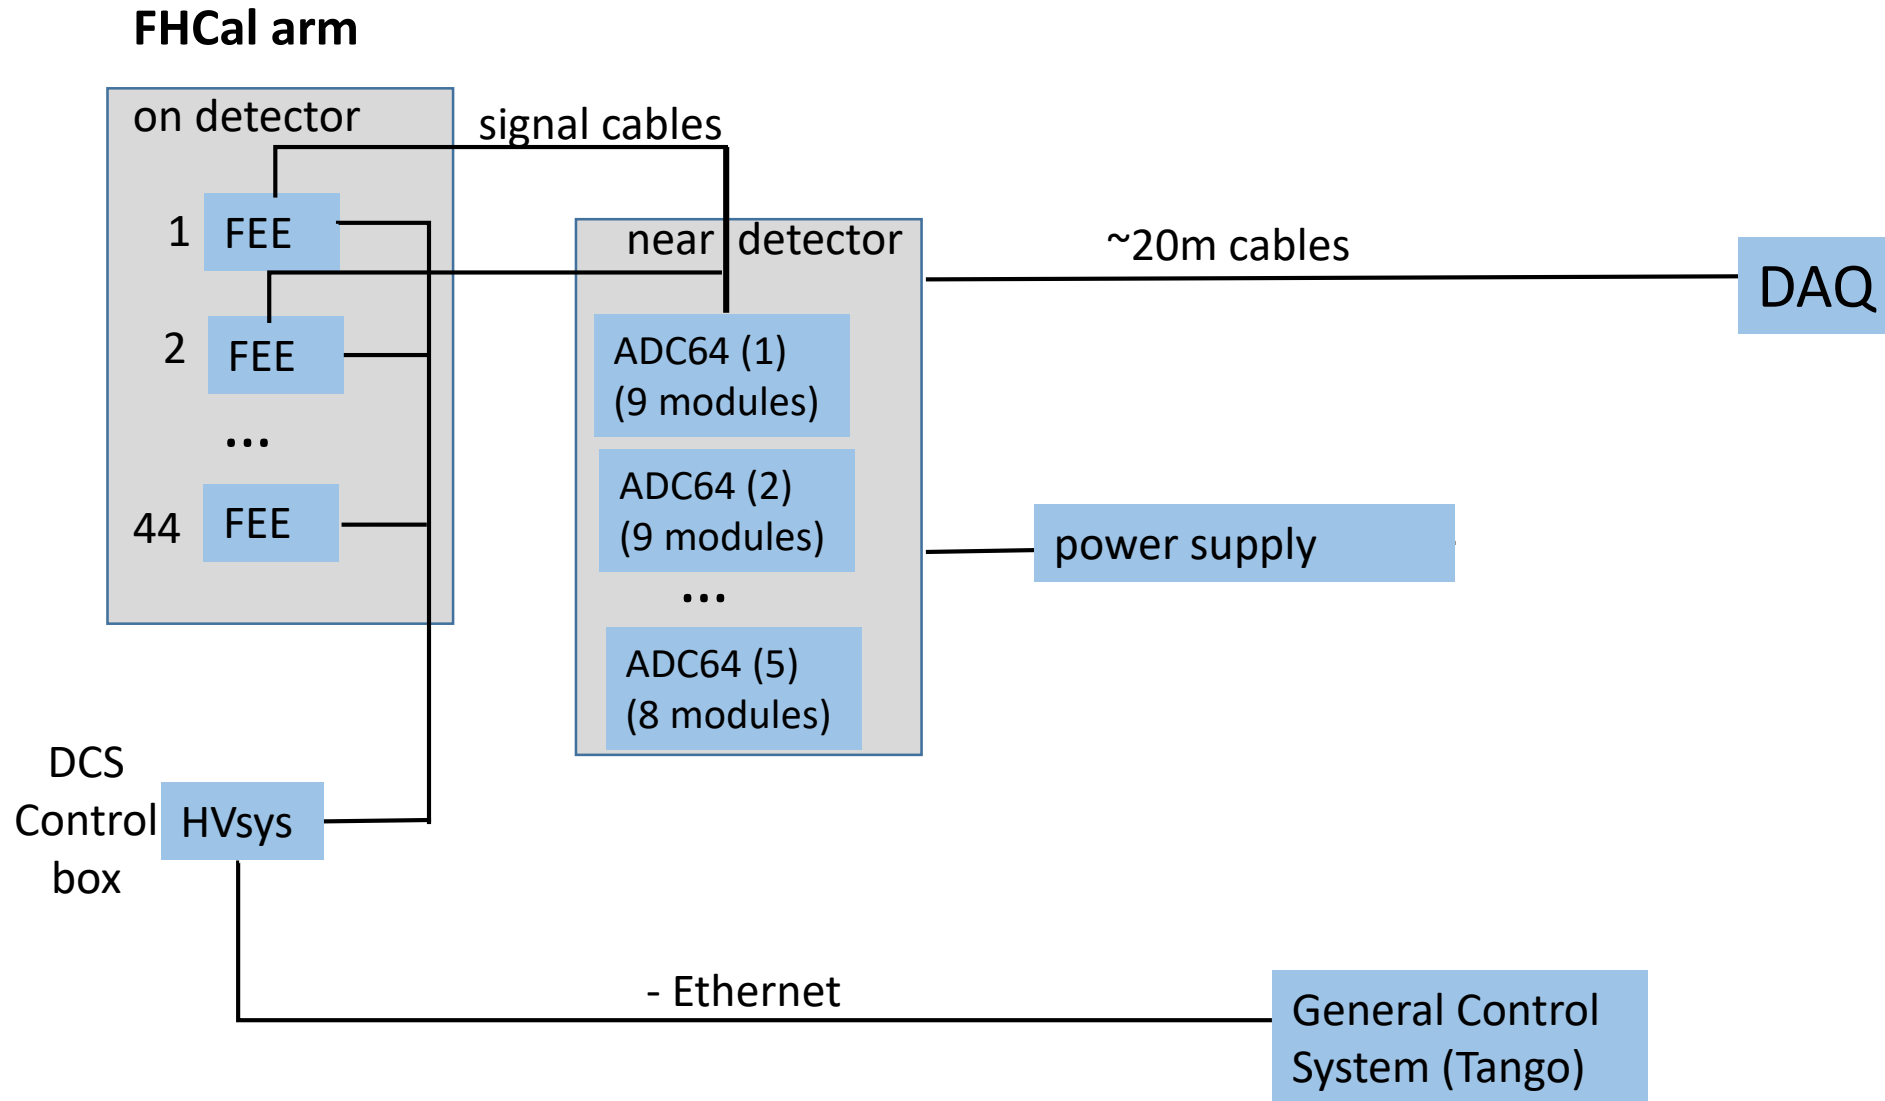 FHCal arm
on detector
signal cables
1
FEE
near detector
~20m cables
DAQ
2
FEE
ADC64 (1)
(9 modules)
...
44
FEE
ADC64 (2)
(9 modules)
power supply
...
ADC64 (5)
(8 modules)
DCS
Control
box
HVsys
- Ethernet
General Control
System (Tango)